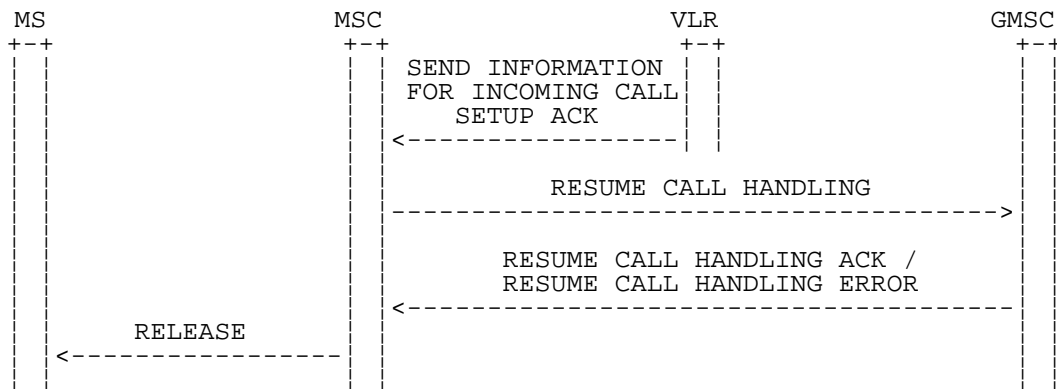 MS MSC VLR GMSC
SEND INFORMATION
FOR INCOMING CALL
SETUP ACK
RESUME CALL HANDLING
RESUME CALL HANDLING ACK /
RESUME CALL HANDLING ERROR
RELEASE